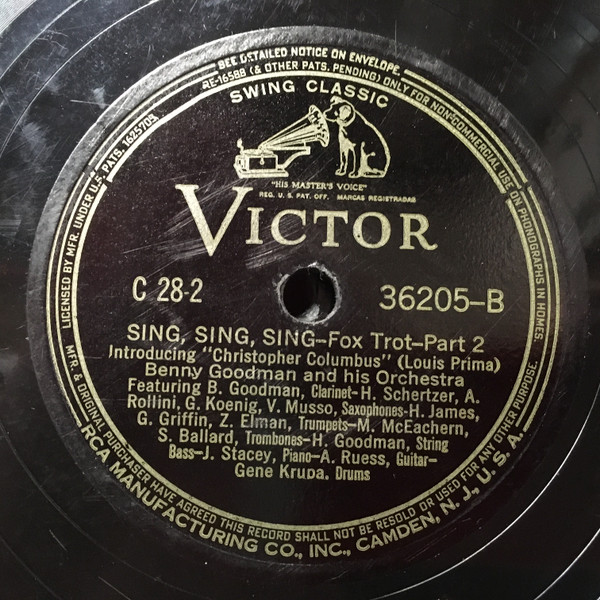 SEE DETAILED NOTICE ON ENVELOPE.
LICENSED BY MFR. UNDER U.S. PATS. 1625705, RE-16588 (& OTHER PATS. PENDING) ONLY FOR NON-COMMERCIAL USE ON PHONOGRAPHS IN HOMES.
SWING CLASSIC
"HIS MASTER'S VOICE"
REG. U.S. PAT. OFF. MARCAS REGISTRADAS
VICTOR
C 28-2 36205-B
SING, SING, SING-Fox Trot-Part 2
Introducing "Christopher Columbus" (Louis Prima)
Benny Goodman and his Orchestra
Featuring B. Goodman, Clarinet-H. Schertzer, A.
Rollini, G. Koenig, V. Musso, Saxophones-H. James,
G. Griffin, Z. Elman, Trumpets-M. McEachern,
S. Ballard, Trombones-H. Goodman, String
Bass-J. Stacey, Piano-A. Ruess, Guitar-
Gene Krupa, Drums
MFR. & ORIGINAL PURCHASER HAVE AGREED THIS RECORD SHALL NOT BE RESOLD OR USED FOR ANY OTHER PURPOSE.
RCA MANUFACTURING CO., INC., CAMDEN, N. J., U. S. A.